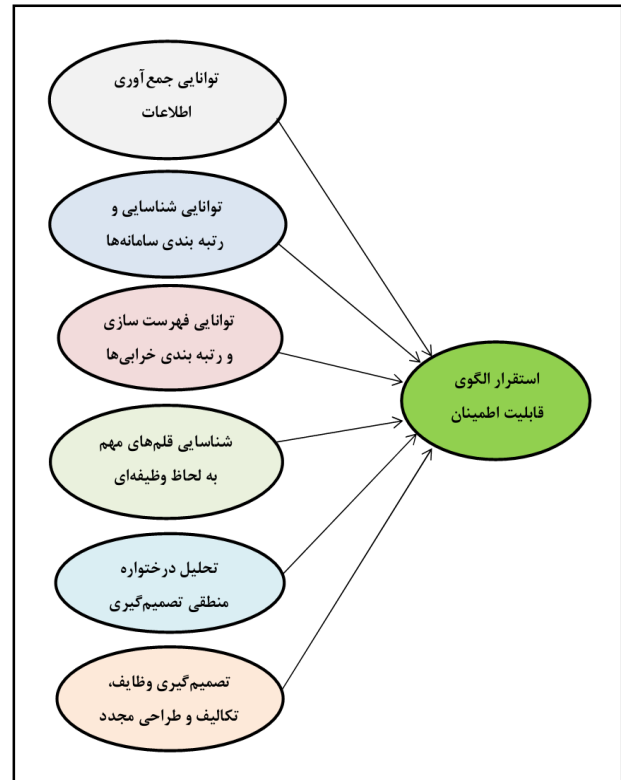 توانایی جمع‌آوری
اطلاعات
توانایی شناسایی و
رتبه بندی سامانه‌ها
توانایی فهرست سازی
و رتبه بندی خرابی‌ها
شناسایی قلم‌های مهم
به لحاظ وظیفه‌ای
تحلیل درختواره
منطقی تصمیم‌گیری
تصمیم‌گیری وظایف،
تکالیف و طراحی مجدد
استقرار الگوی
قابلیت اطمینان